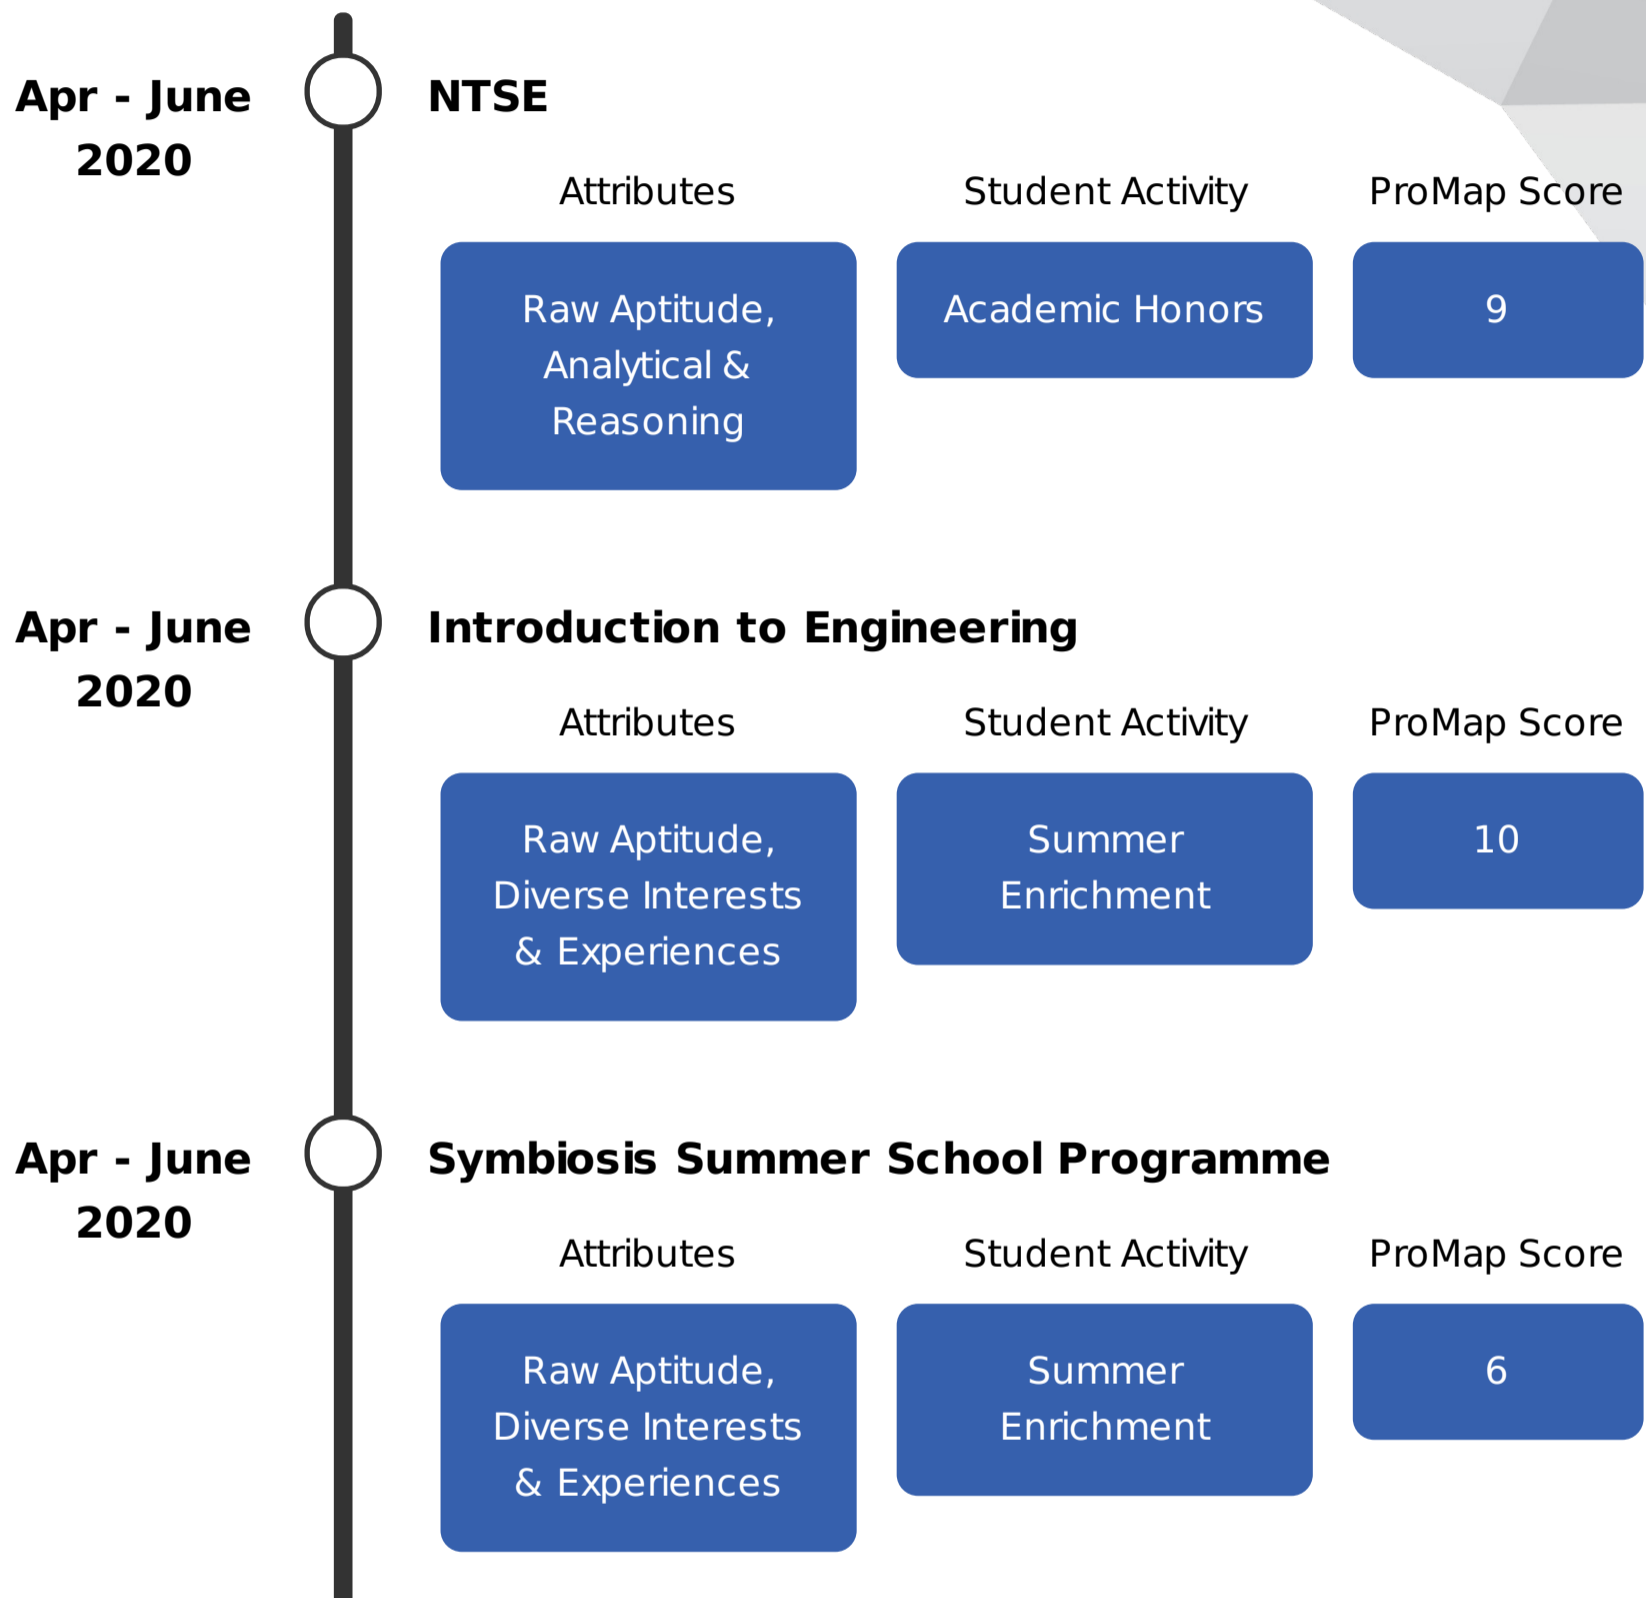 Apr - June
2020
NTSE
Attributes
Student Activity
ProMap Score
Raw Aptitude,
Analytical &
Reasoning
Academic Honors
9
Apr - June
2020
Introduction to Engineering
Attributes
Student Activity
ProMap Score
Raw Aptitude,
Diverse Interests
& Experiences
Summer
Enrichment
10
Apr - June
2020
Symbiosis Summer School Programme
Attributes
Student Activity
ProMap Score
Raw Aptitude,
Diverse Interests
& Experiences
Summer
Enrichment
6